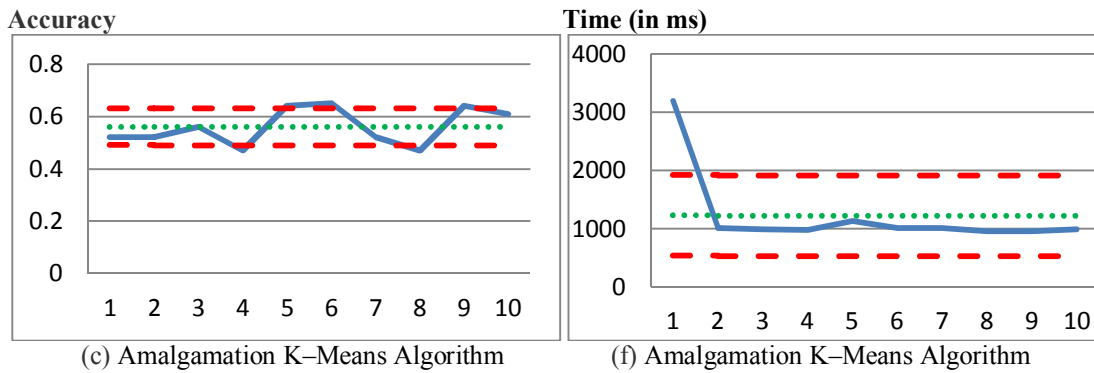 Accuracy
0.8
0.6
0.4
0.2
0
1 2 3 4 5 6 7 8 9 10
(c) Amalgamation K–Means Algorithm
Time (in ms)
4000
3000
2000
1000
0
1 2 3 4 5 6 7 8 9 10
(f) Amalgamation K–Means Algorithm